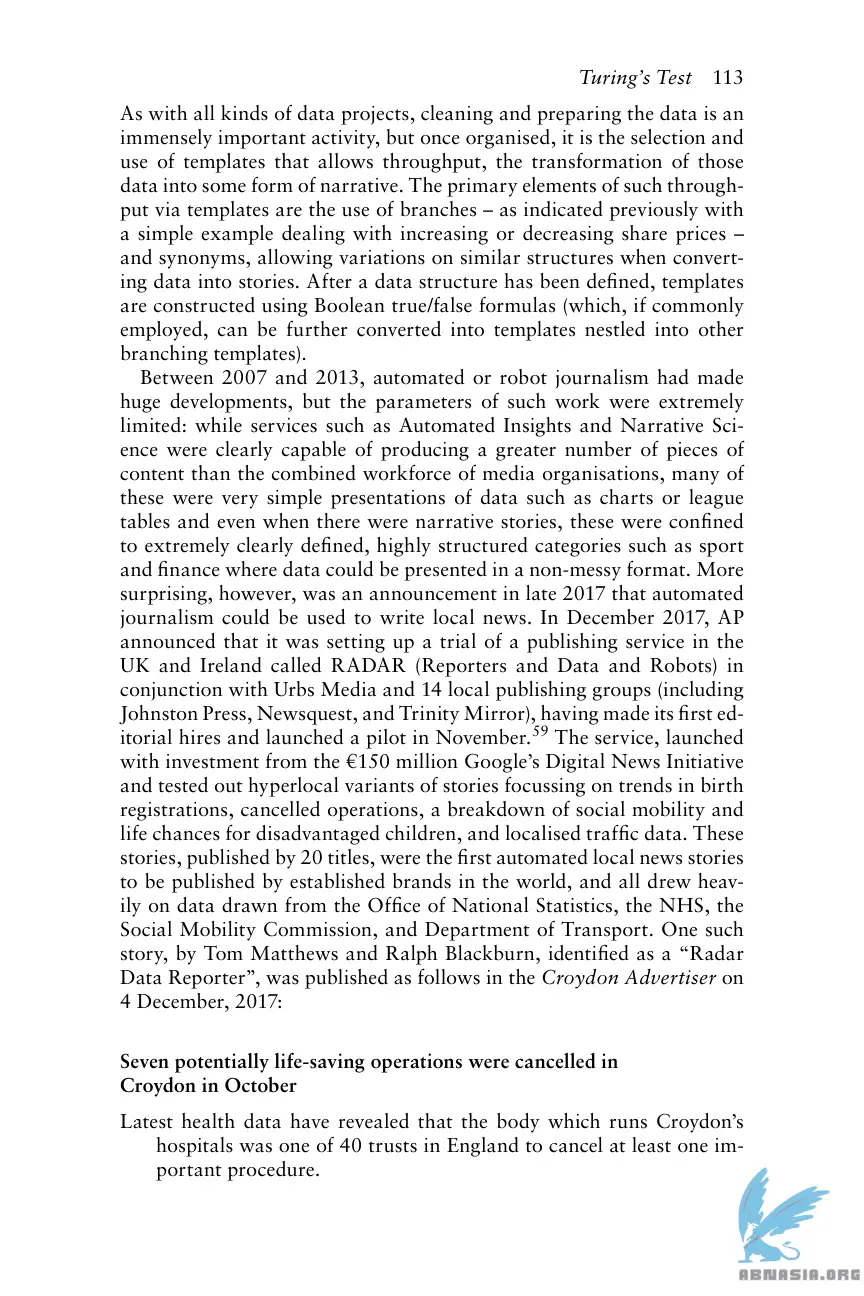 Turing's Test 113
As with all kinds of data projects, cleaning and preparing the data is an
immensely important activity, but once organised, it is the selection and
use of templates that allows throughput, the transformation of those
data into some form of narrative. The primary elements of such through-
put via templates are the use of branches – as indicated previously with
a simple example dealing with increasing or decreasing share prices –
and synonyms, allowing variations on similar structures when convert-
ing data into stories. After a data structure has been defined, templates
are constructed using Boolean true/false formulas (which, if commonly
employed, can be further converted into templates nestled into other
branching templates).
Between 2007 and 2013, automated or robot journalism had made
huge developments, but the parameters of such work were extremely
limited: while services such as Automated Insights and Narrative Sci-
ence were clearly capable of producing a greater number of pieces of
content than the combined workforce of media organisations, many of
these were very simple presentations of data such as charts or league
tables and even when there were narrative stories, these were confined
to extremely clearly defined, highly structured categories such as sport
and finance where data could be presented in a non-messy format. More
surprising, however, was an announcement in late 2017 that automated
journalism could be used to write local news. In December 2017, AP
announced that it was setting up a trial of a publishing service in the
UK and Ireland called RADAR (Reporters and Data and Robots) in
conjunction with Urbs Media and 14 local publishing groups (including
Johnston Press, Newsquest, and Trinity Mirror), having made its first ed-
itorial hires and launched a pilot in November.59 The service, launched
with investment from the €150 million Google's Digital News Initiative
and tested out hyperlocal variants of stories focussing on trends in birth
registrations, cancelled operations, a breakdown of social mobility and
life chances for disadvantaged children, and localised traffic data. These
stories, published by 20 titles, were the first automated local news stories
to be published by established brands in the world, and all drew heav-
ily on data drawn from the Office of National Statistics, the NHS, the
Social Mobility Commission, and Department of Transport. One such
story, by Tom Matthews and Ralph Blackburn, identified as a "Radar
Data Reporter", was published as follows in the Croydon Advertiser on
4 December, 2017:
Seven potentially life-saving operations were cancelled in
Croydon in October
Latest health data have revealed that the body which runs Croydon's
hospitals was one of 40 trusts in England to cancel at least one im-
portant procedure.
ABNASIA.ORG